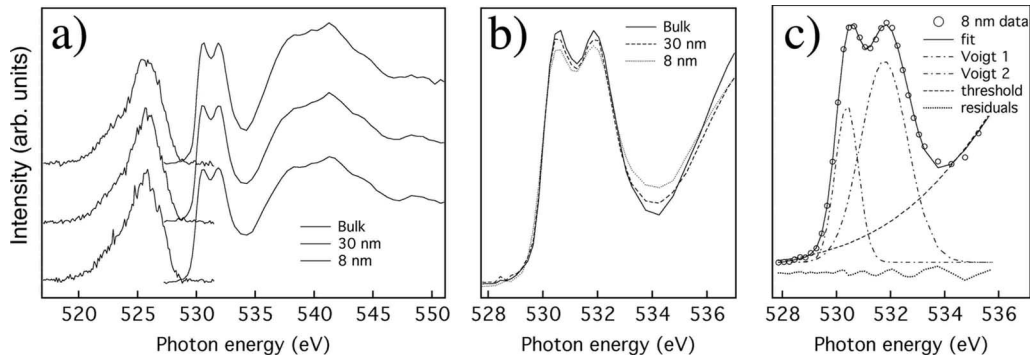 a)
Intensity (arb. units)
Bulk
30 nm
8 nm
520 525 530 535 540 545 550
Photon energy (eV)
b)
Bulk
30 nm
8 nm
528 530 532 534 536
Photon energy (eV)
c)
8 nm data
fit
Voigt 1
Voigt 2
threshold
residuals
528 530 532 534 536
Photon energy (eV)